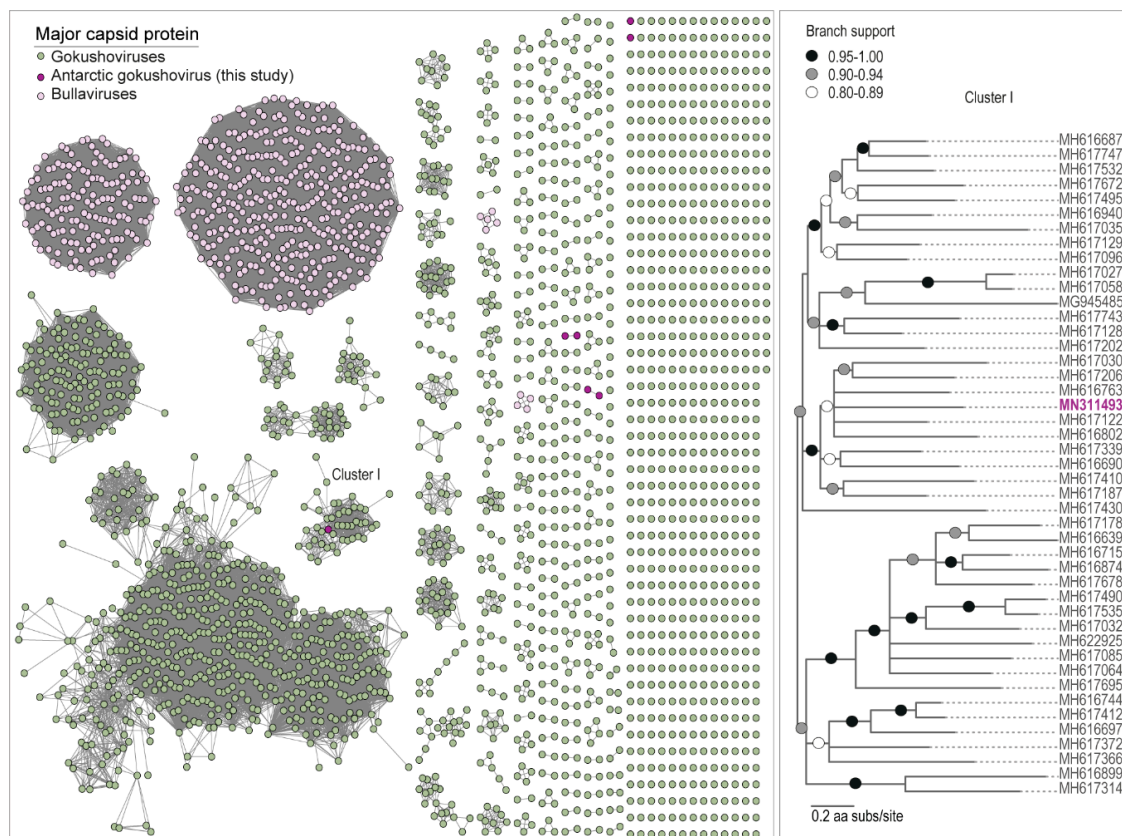 Major capsid protein
Gokushoviruses
Antarctic gokushovirus (this study)
Bullaviruses
Cluster I
Branch support
0.95-1.00
0.90-0.94
0.80-0.89
Cluster I
MH616687
MH617747
MH617532
MH617672
MH617495
MH616940
MH617035
MH617129
MH617096
MH617027
MH617058
MG945485
MH617743
MH617128
MH617202
MH617030
MH617206
MH616763
MN311493
MH617122
MH616802
MH617339
MH616690
MH617410
MH617187
MH617430
MH617178
MH616639
MH616715
MH616874
MH617678
MH617490
MH617535
MH617032
MH622925
MH617085
MH617064
MH617695
MH616744
MH617412
MH616697
MH617372
MH617366
MH616899
MH617314
0.2 aa subs/site